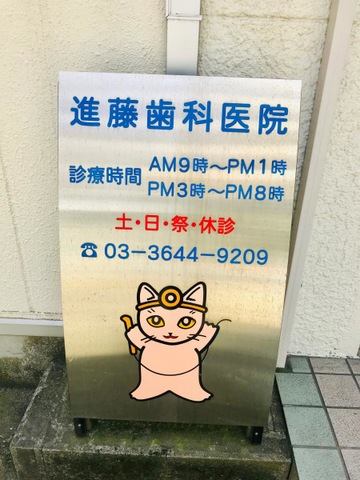 進藤歯科医院
診療時間 AM9時～PM1時
PM3時～PM8時
土・日・祭・休診
☎ 03－3644－9209